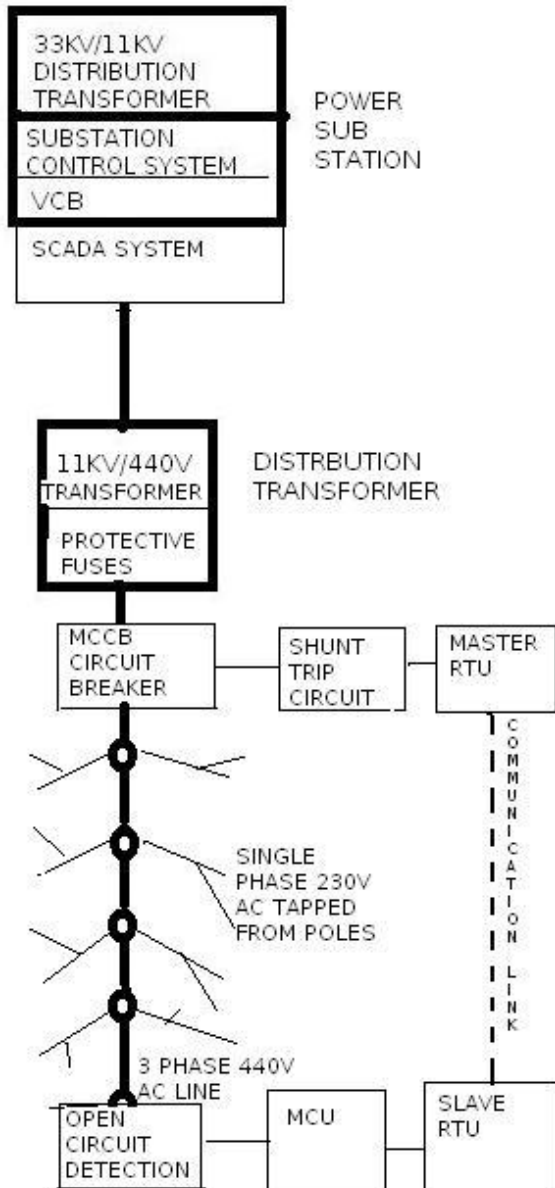 33KV/11KV
DISTRIBUTION
TRANSFORMER
POWER
SUB
STATION
SUBSTATION
CONTROL SYSTEM
VCB
SCADA SYSTEM
11KV/440V
TRANSFORMER
DISTRBUTION
TRANSFORMER
PROTECTIVE
FUSES
MCCB
CIRCUIT
BREAKER
SHUNT
TRIP
CIRCUIT
MASTER
RTU
COMMUNICATION LINK
SINGLE
PHASE 230V
AC TAPPED
FROM POLES
3 PHASE 440V
AC LINE
OPEN
CIRCUIT
DETECTION
MCU
SLAVE
RTU